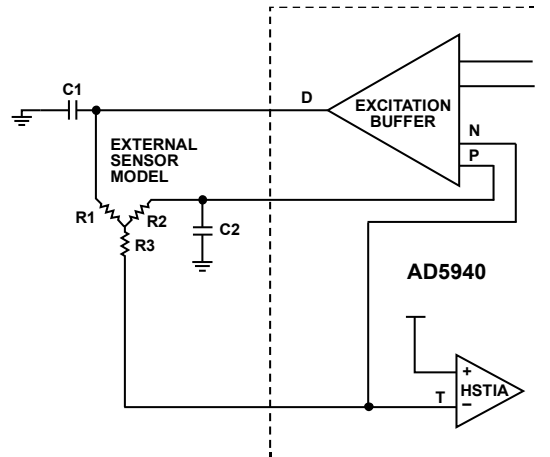 C1
D
EXCITATION
BUFFER
N
P
EXTERNAL
SENSOR
MODEL
R1
R2
R3
C2
AD5940
+
HSTIA
T
−